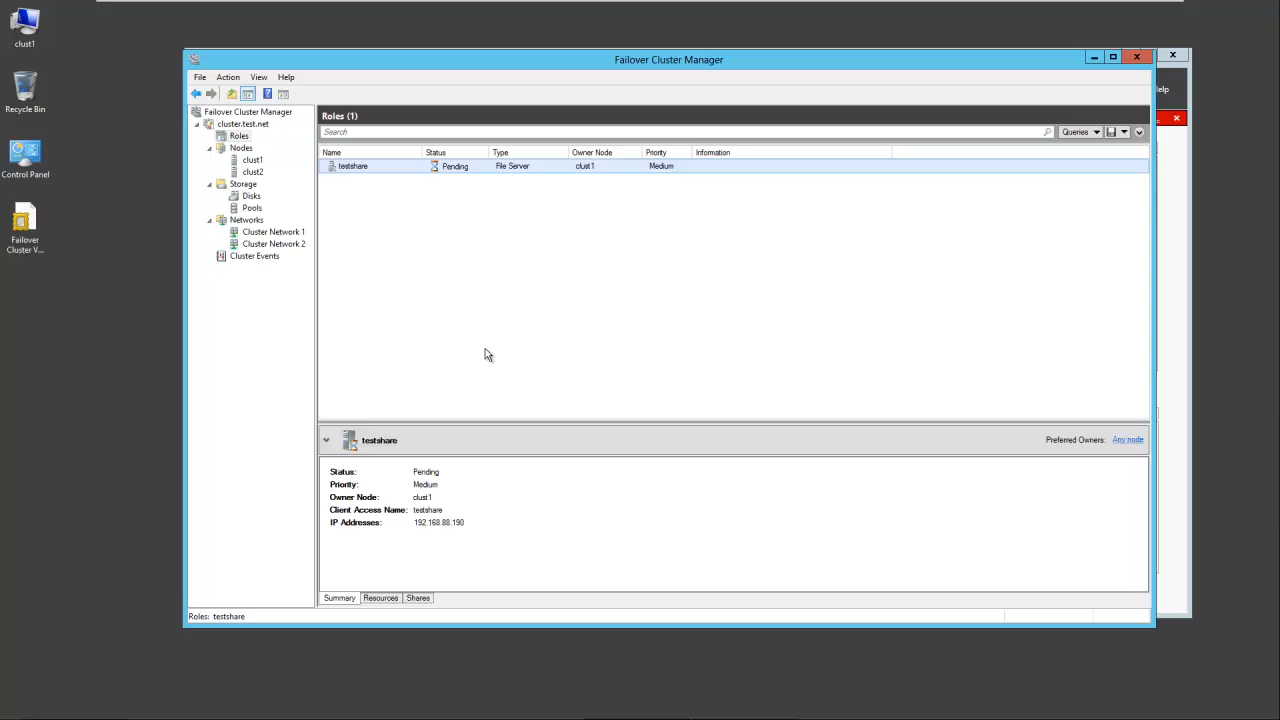 clust1
Recycle Bin
Control Panel
Failover
Cluster V...
Failover Cluster Manager
File Action View Help
Failover Cluster Manager
cluster.test.net
Roles
Nodes
clust1
clust2
Storage
Disks
Pools
Networks
Cluster Network 1
Cluster Network 2
Cluster Events
Roles (1)
Search
Queries
Name Status Type Owner Node Priority Information
testshare Pending File Server clust1 Medium
testshare
Preferred Owners: Any node
Status: Pending
Priority: Medium
Owner Node: clust1
Client Access Name: testshare
IP Addresses: 192.168.88.190
Summary Resources Shares
Roles: testshare